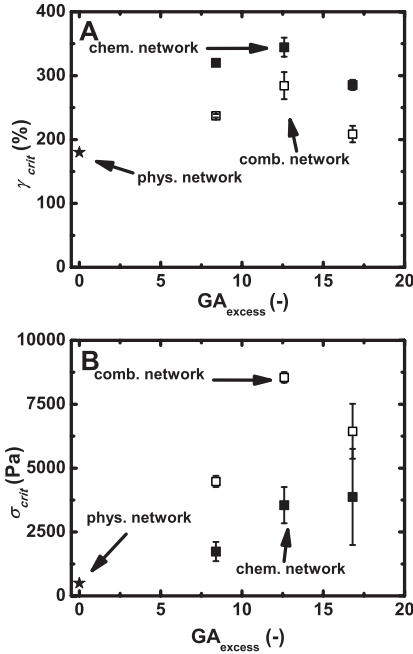 A
400
300
200
100
0
chem. network
comb. network
phys. network
γ crit (%)
0 5 10 15 20
GAexcess (-)
B
10000
7500
5000
2500
0
comb. network
phys. network
chem. network
σcrit (Pa)
0 5 10 15 20
GAexcess (-)